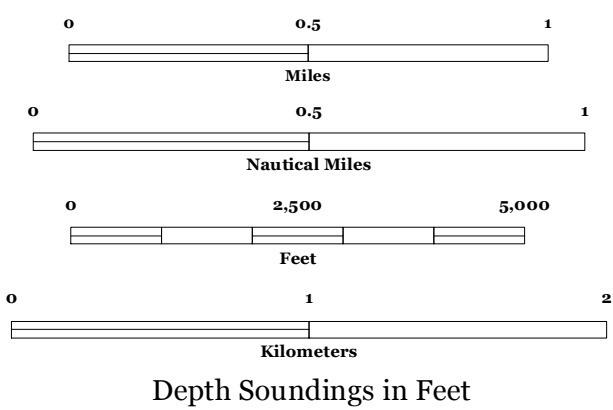 0 0.5 1
Miles
0 0.5 1
Nautical Miles
0 2,500 5,000
Feet
0 1 2
Kilometers
Depth Soundings in Feet